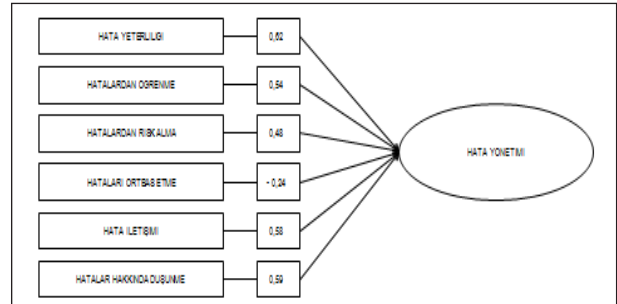 HATA YETERLILIGI 0,62
HATALARDAN OGRENME 0,54
HATALARDAN RISK ALMA 0,48
HATA YONETIMI
HATALARI ORTBAS ETME - 0,24
HATA ILETISIMI 0,58
HATALAR HAKKINDA DUSUNME 0,59